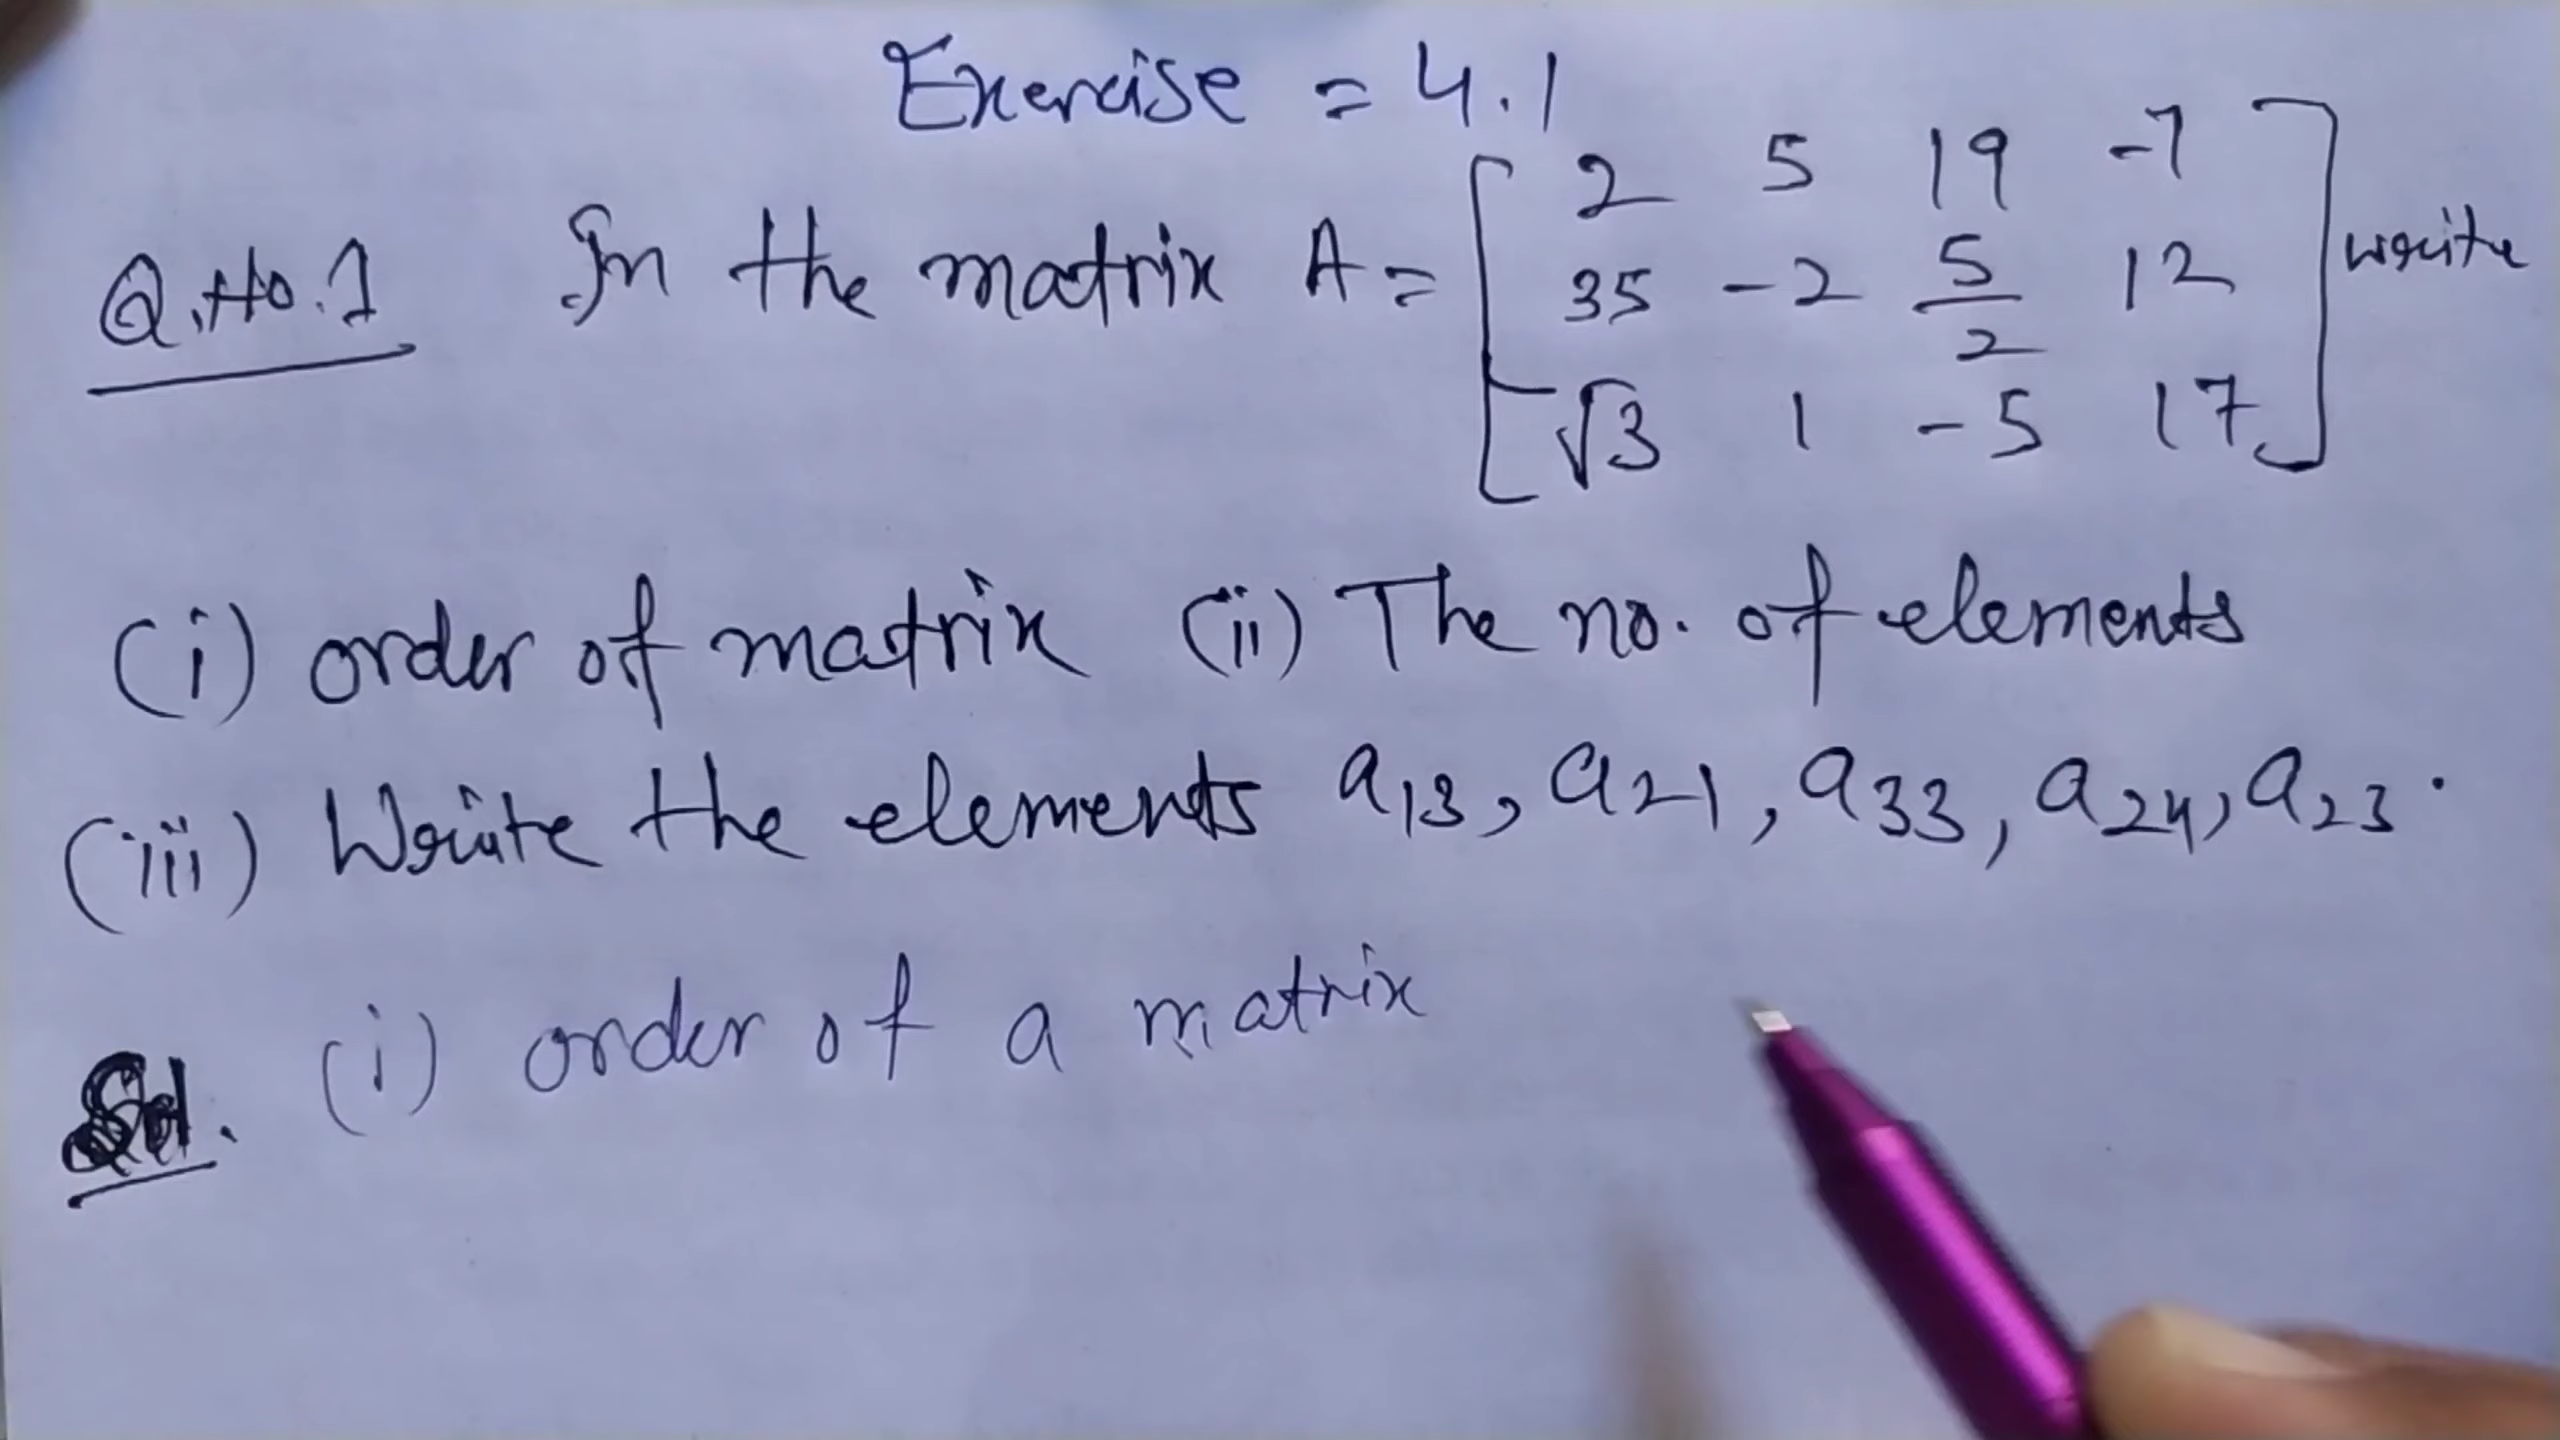 Exercise = 4.1
Q.No.1 In the matrix A = [ 2 5 19 -7
35 -2 5/2 12
√3 1 -5 17 ] write
(i) order of matrix (ii) The no. of elements
(iii) Write the elements a13, a21, a33, a24, a23.
Sol. (i) order of a matrix